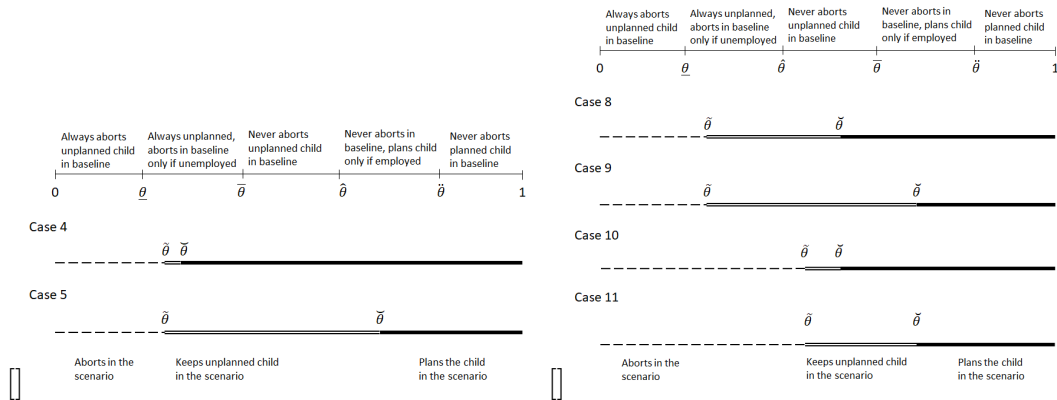 Always aborts
unplanned child
in baseline
Always unplanned,
aborts in baseline
only if unemployed
Never aborts
unplanned child
in baseline
Never aborts in
baseline, plans child
only if employed
Never aborts
planned child
in baseline
0 θ̲ θ̅ θ̂ θ̈ 1
Case 4
θ̃ θ̆
Case 5
θ̃ θ̆
Aborts in the
scenario
Keeps unplanned child
in the scenario
Plans the child
in the scenario
[]
Always aborts
unplanned child
in baseline
Always unplanned,
aborts in baseline
only if unemployed
Never aborts
unplanned child
in baseline
Never aborts in
baseline, plans child
only if employed
Never aborts
planned child
in baseline
0 θ̲ θ̂ θ̅ θ̈ 1
Case 8
θ̃ θ̆
Case 9
θ̃ θ̆
Case 10
θ̃ θ̆
Case 11
θ̃ θ̆
Aborts in the
scenario
Keeps unplanned child
in the scenario
Plans the child
in the scenario
[]